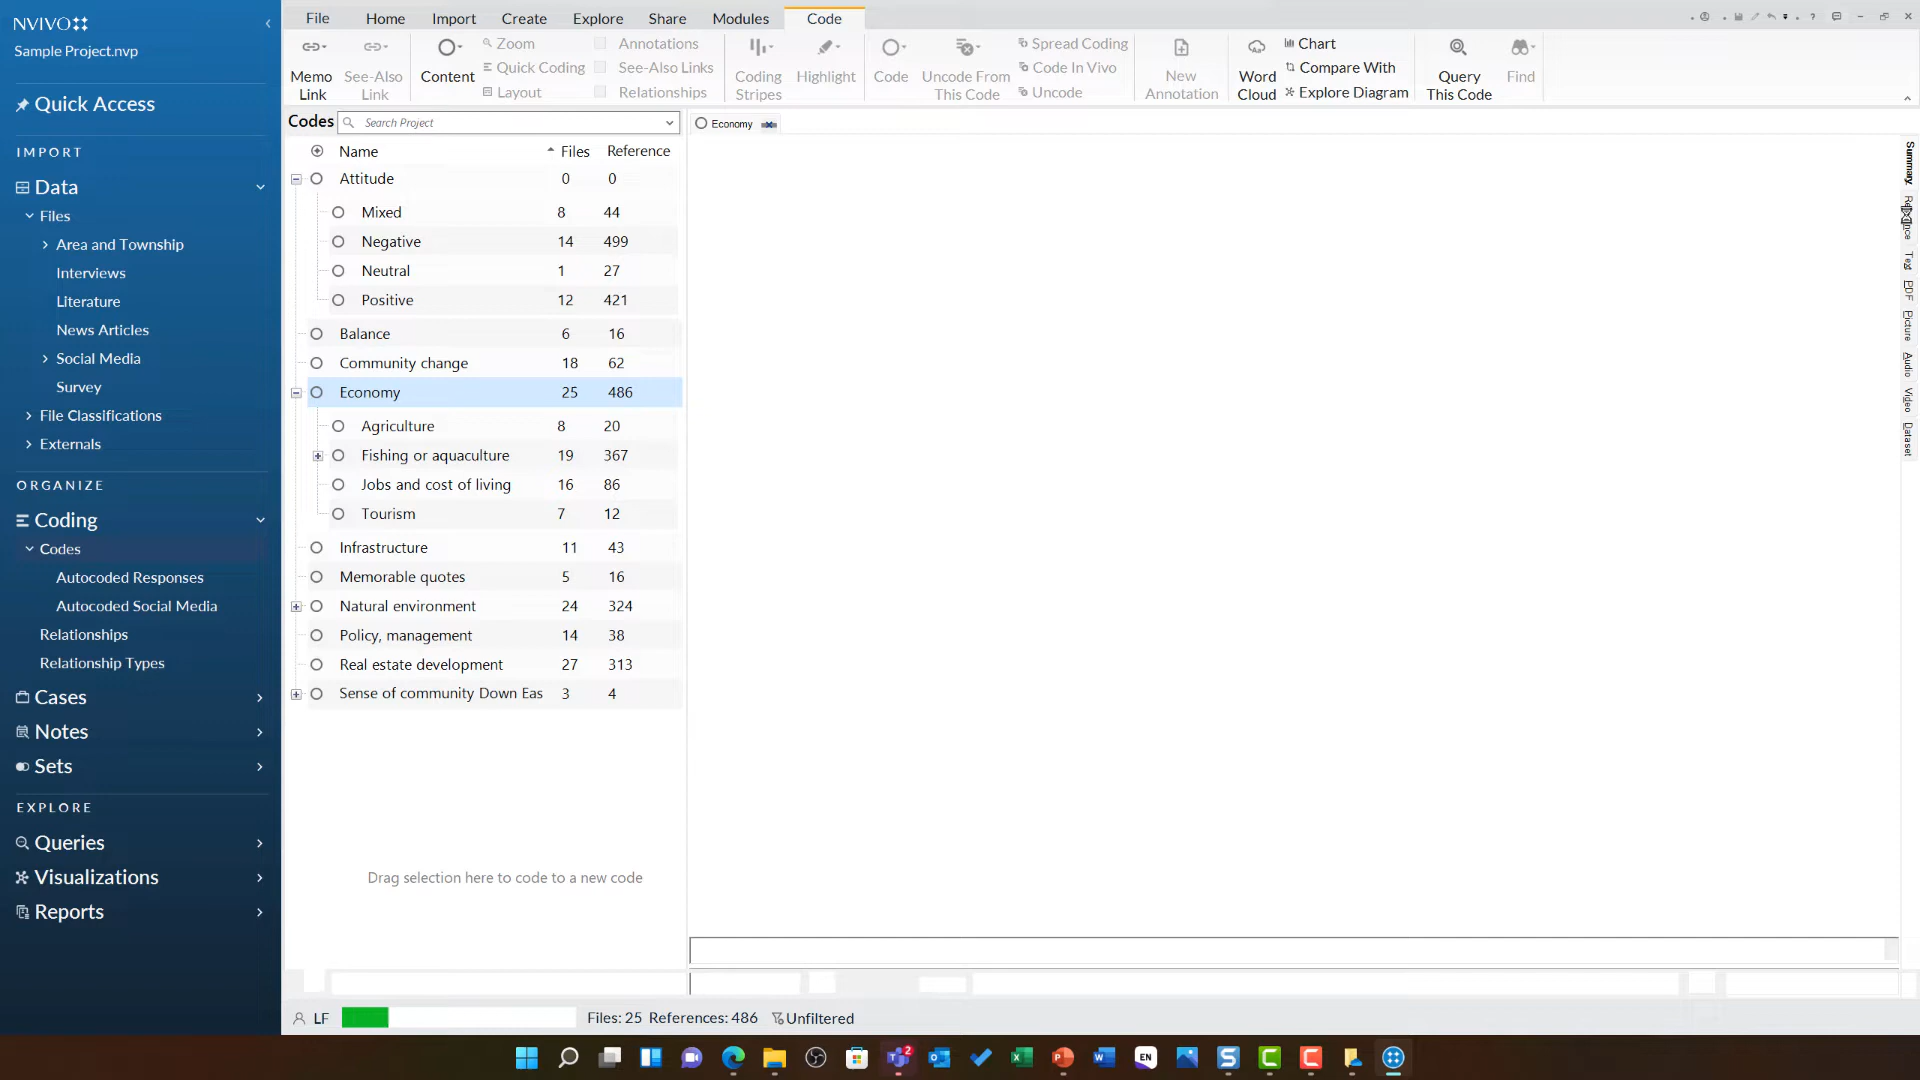 NVIVO
Sample Project.nvp
Quick Access
IMPORT
Data
Files
Area and Township
Interviews
Literature
News Articles
Social Media
Survey
File Classifications
Externals
ORGANIZE
Coding
Codes
Autocoded Responses
Autocoded Social Media
Relationships
Relationship Types
Cases
Notes
Sets
EXPLORE
Queries
Visualizations
Reports
File Home Import Create Explore Share Modules Code
Memo Link
See-Also Link
Content
Zoom
Quick Coding
Layout
Annotations
See-Also Links
Relationships
Coding Stripes
Highlight
Code
Uncode From This Code
Spread Coding
Code In Vivo
Uncode
New Annotation
Word Cloud
Chart
Compare With
Explore Diagram
Query This Code
Find
Codes
Search Project
Name Files Reference
Attitude 0 0
Mixed 8 44
Negative 14 499
Neutral 1 27
Positive 12 421
Balance 6 16
Community change 18 62
Economy 25 486
Agriculture 8 20
Fishing or aquaculture 19 367
Jobs and cost of living 16 86
Tourism 7 12
Infrastructure 11 43
Memorable quotes 5 16
Natural environment 24 324
Policy, management 14 38
Real estate development 27 313
Sense of community Down Eas 3 4
Drag selection here to code to a new code
Economy
Summary
Text
PDF
Picture
Audio
Video
Dataset
LF
Files: 25 References: 486 Unfiltered
2
EN